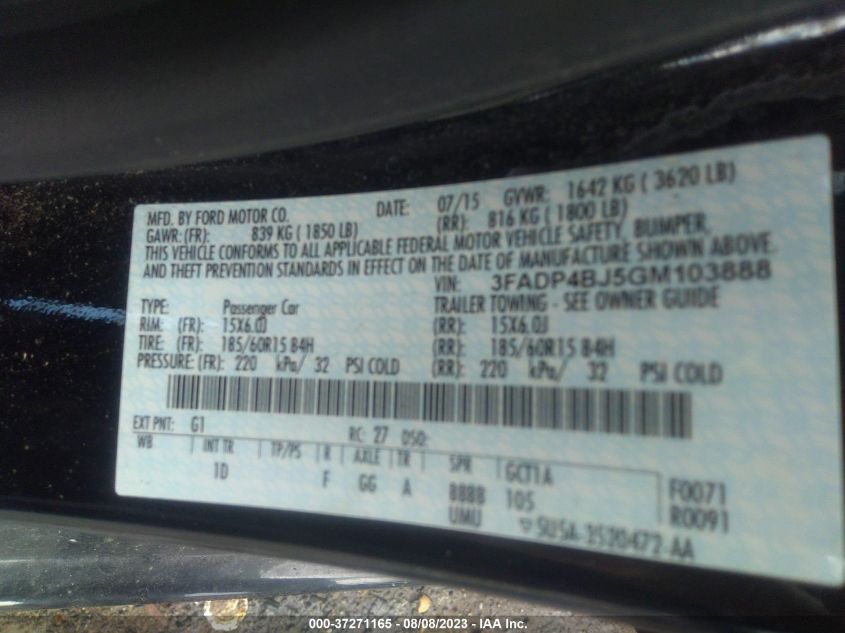 MFD. BY FORD MOTOR CO. DATE: 07/15 GVWR: 1642 KG ( 3620 LB)
GAWR: (FR): 839 KG ( 1850 LB) (RR): 816 KG ( 1800 LB)
THIS VEHICLE CONFORMS TO ALL APPLICABLE FEDERAL MOTOR VEHICLE SAFETY, BUMPER,
AND THEFT PREVENTION STANDARDS IN EFFECT ON THE DATE OF MANUFACTURE SHOWN ABOVE.
VIN: 3FADP4BJ5GM103888
TYPE: Passenger Car TRAILER TOWING - SEE OWNER GUIDE
RIM: (FR): 15X6.0J (RR): 15X6.0J
TIRE: (FR): 185/60R15 84H (RR): 185/60R15 84H
PRESSURE: (FR): 220 kPa/ 32 PSI COLD (RR): 220 kPa/ 32 PSI COLD
EXT PNT: G1 RC: 27 DSO:
WB INT TR TP/PS R AXLE TR SPR GCT1A
1D F GG A 8888 105 F0071
UMU R0091
5U5A-3520472-AA
000-37271165 - 08/08/2023 - IAA Inc.